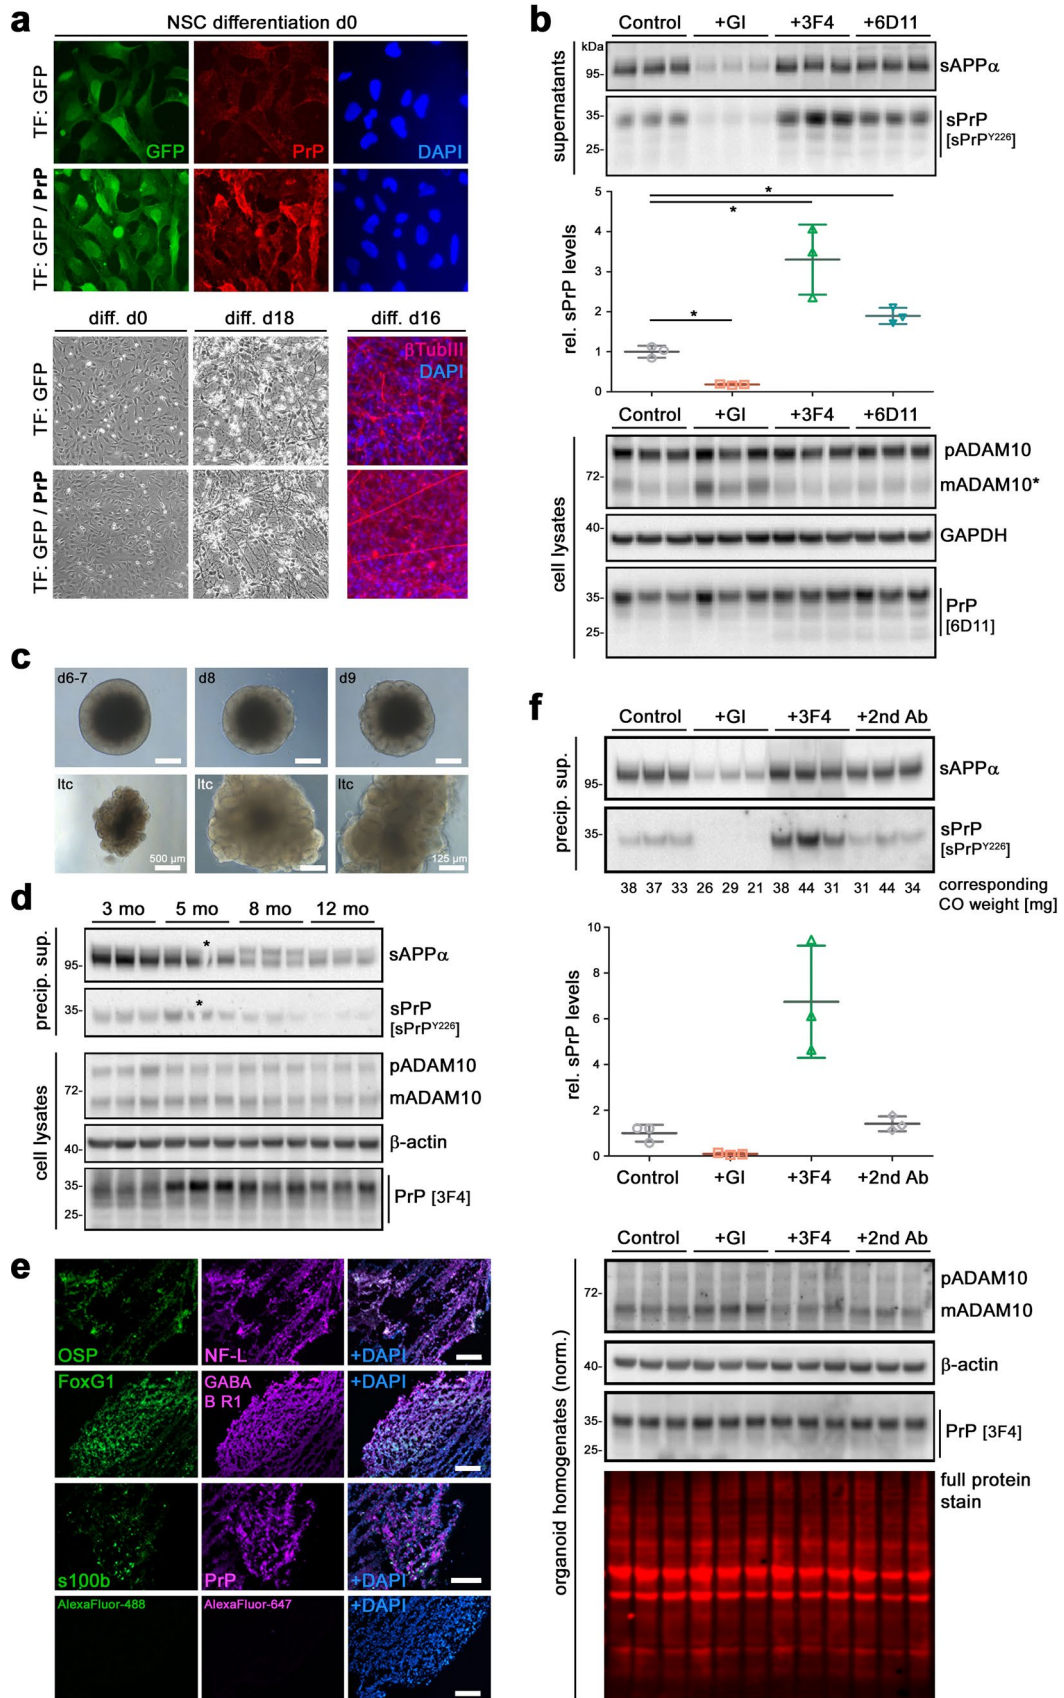 a
NSC differentiation d0
TF: GFP
GFP
PrP
DAPI
TF: GFP / PrP
diff. d0
diff. d18
diff. d16
TF: GFP
βTubIII
DAPI
TF: GFP / PrP
b
Control
+GI
+3F4
+6D11
kDa
supernatants
95-
sAPPα
35-
25-
sPrP
[sPrPY226]
rel. sPrP levels
5
4
3
2
1
0
*
*
*
Control
+GI
+3F4
+6D11
cell lysates
pADAM10
72-
mADAM10*
40-
GAPDH
35-
25-
PrP
[6D11]
c
d6-7
d8
d9
ltc
500 µm
ltc
ltc
125 µm
d
3 mo
5 mo
8 mo
12 mo
precip. sup.
95-
*
sAPPα
35-
*
sPrP
[sPrPY226]
cell lysates
pADAM10
72-
mADAM10
40-
β-actin
35-
25-
PrP [3F4]
e
OSP
NF-L
+DAPI
FoxG1
GABA
B R1
+DAPI
s100b
PrP
+DAPI
AlexaFluor-488
AlexaFluor-647
+DAPI
f
Control
+GI
+3F4
+2nd Ab
precip. sup.
95-
sAPPα
35-
sPrP
[sPrPY226]
38 37 33 26 29 21 38 44 31 31 44 34
corresponding
CO weight [mg]
rel. sPrP levels
10
8
6
4
2
0
Control
+GI
+3F4
+2nd Ab
Control
+GI
+3F4
+2nd Ab
organoid homogenates (norm.)
pADAM10
72-
mADAM10
40-
β-actin
35-
25-
PrP [3F4]
full protein
stain